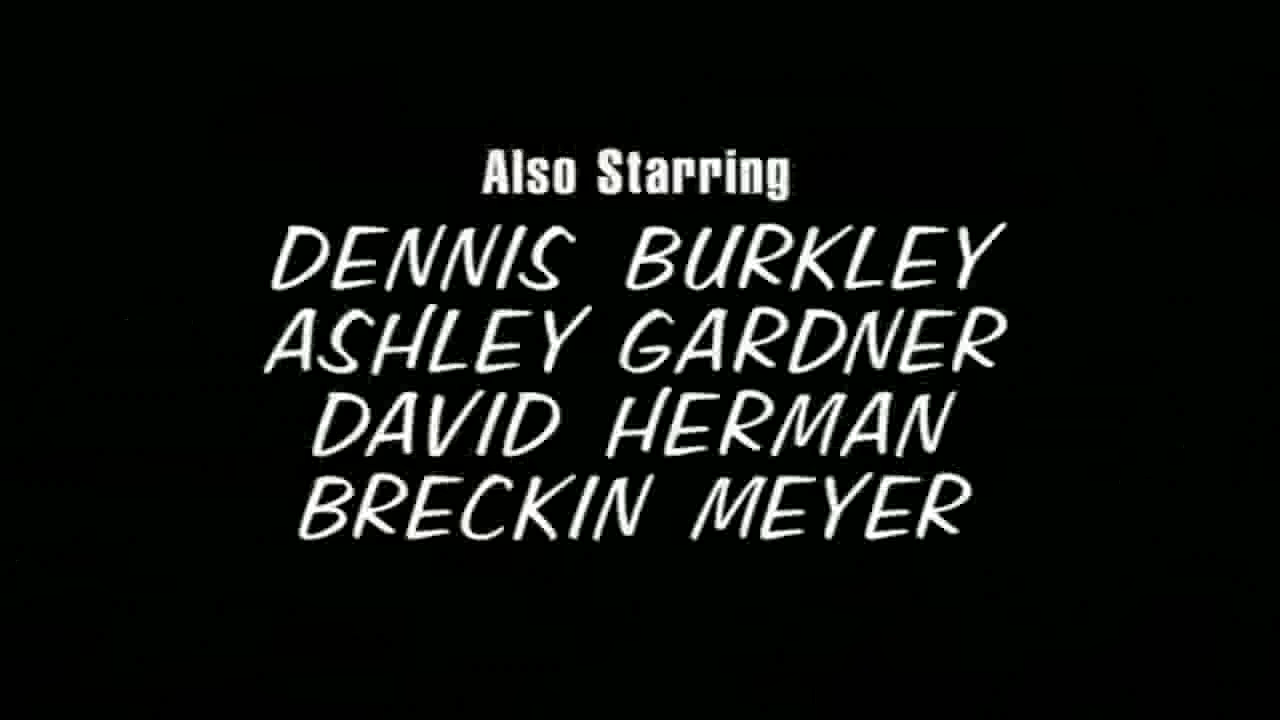 Also Starring
DENNIS BURKLEY
ASHLEY GARDNER
DAVID HERMAN
BRECKIN MEYER